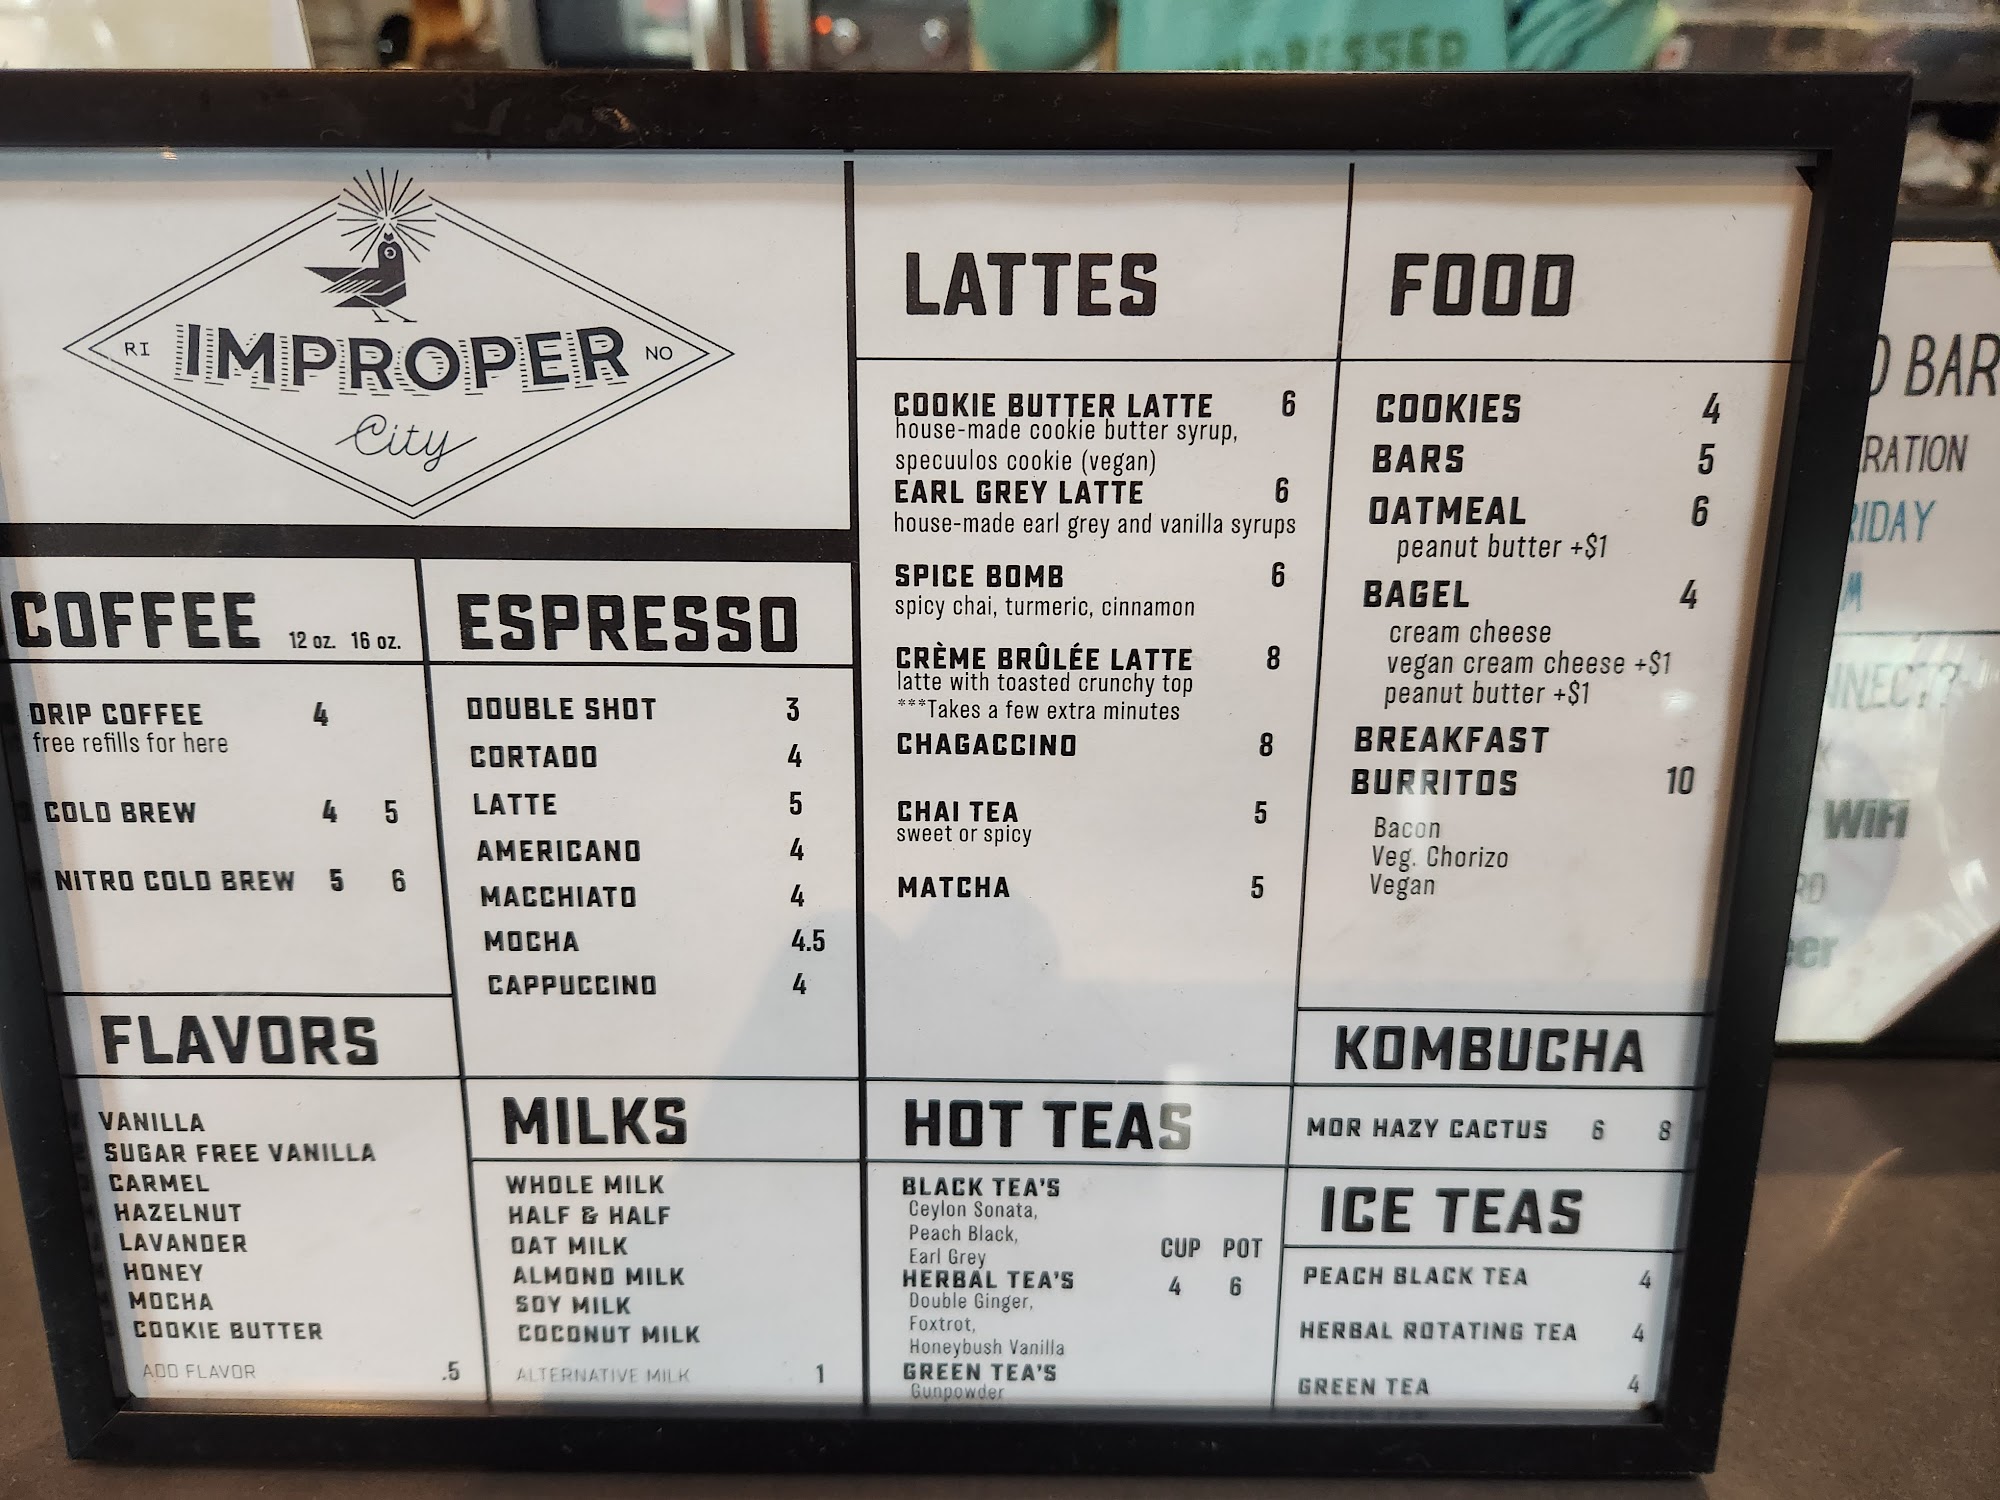 UNDRESSED
RI IMPROPER NO
City
COFFEE 12 oz. 16 oz.
DRIP COFFEE 4
free refills for here
COLD BREW 4 5
NITRO COLD BREW 5 6
FLAVORS
VANILLA
SUGAR FREE VANILLA
CARMEL
HAZELNUT
LAVANDER
HONEY
MOCHA
COOKIE BUTTER
ADD FLAVOR .5
ESPRESSO
DOUBLE SHOT 3
CORTADO 4
LATTE 5
AMERICANO 4
MACCHIATO 4
MOCHA 4.5
CAPPUCCINO 4
MILKS
WHOLE MILK
HALF & HALF
OAT MILK
ALMOND MILK
SOY MILK
COCONUT MILK
ALTERNATIVE MILK 1
LATTES
COOKIE BUTTER LATTE 6
house-made cookie butter syrup,
specuulos cookie (vegan)
EARL GREY LATTE 6
house-made earl grey and vanilla syrups
SPICE BOMB 6
spicy chai, turmeric, cinnamon
CRÈME BRÛLÉE LATTE 8
latte with toasted crunchy top
***Takes a few extra minutes
CHAGACCINO 8
CHAI TEA 5
sweet or spicy
MATCHA 5
HOT TEAS
BLACK TEA'S
Ceylon Sonata,
Peach Black,
Earl Grey
CUP POT
HERBAL TEA'S 4 6
Double Ginger,
Foxtrot,
Honeybush Vanilla
GREEN TEA'S
Gunpowder
FOOD
COOKIES 4
BARS 5
OATMEAL 6
peanut butter +$1
BAGEL 4
cream cheese
vegan cream cheese +$1
peanut butter +$1
BREAKFAST
BURRITOS 10
Bacon
Veg. Chorizo
Vegan
KOMBUCHA
MOR HAZY CACTUS 6 8
ICE TEAS
PEACH BLACK TEA 4
HERBAL ROTATING TEA 4
GREEN TEA 4
BAR
WiFi